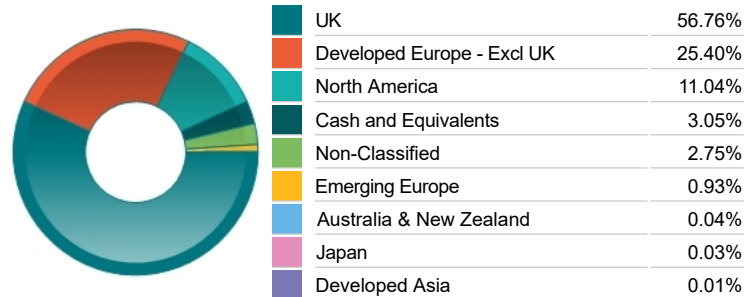 UK 56.76%
Developed Europe - Excl UK 25.40%
North America 11.04%
Cash and Equivalents 3.05%
Non-Classified 2.75%
Emerging Europe 0.93%
Australia & New Zealand 0.04%
Japan 0.03%
Developed Asia 0.01%